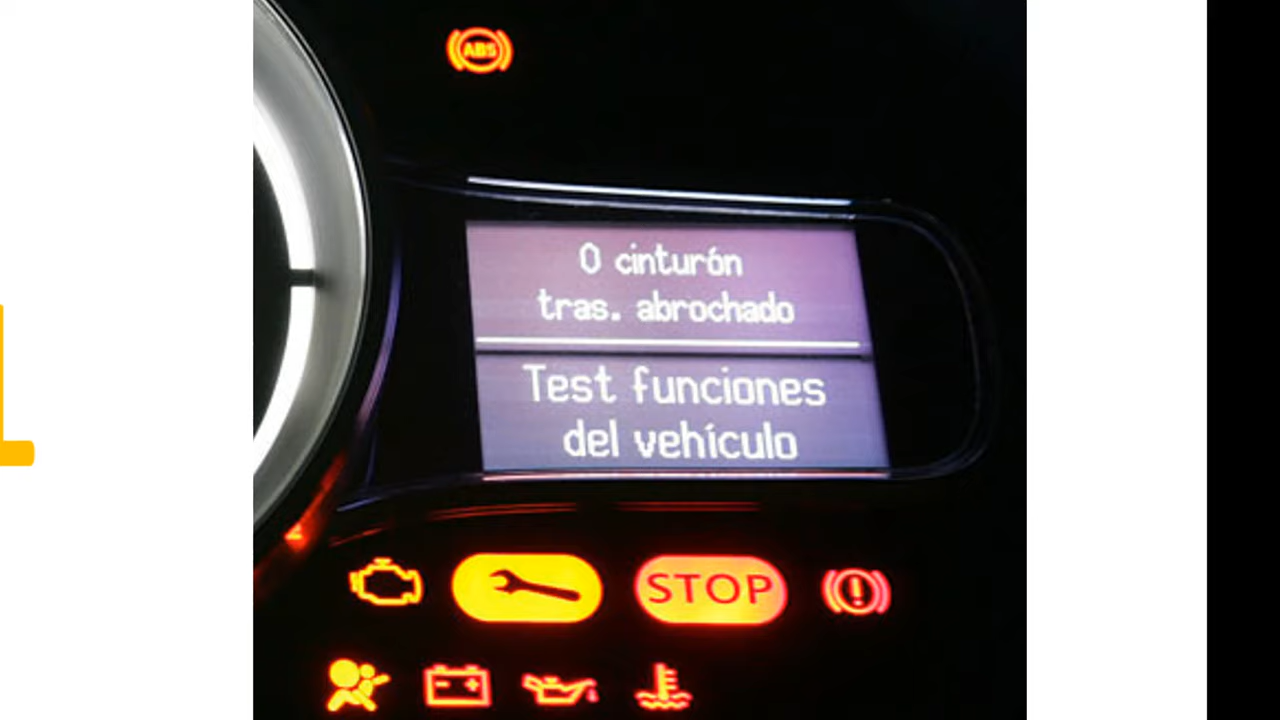 ABS
0 cinturón
tras. abrochado
Test funciones
del vehículo
STOP